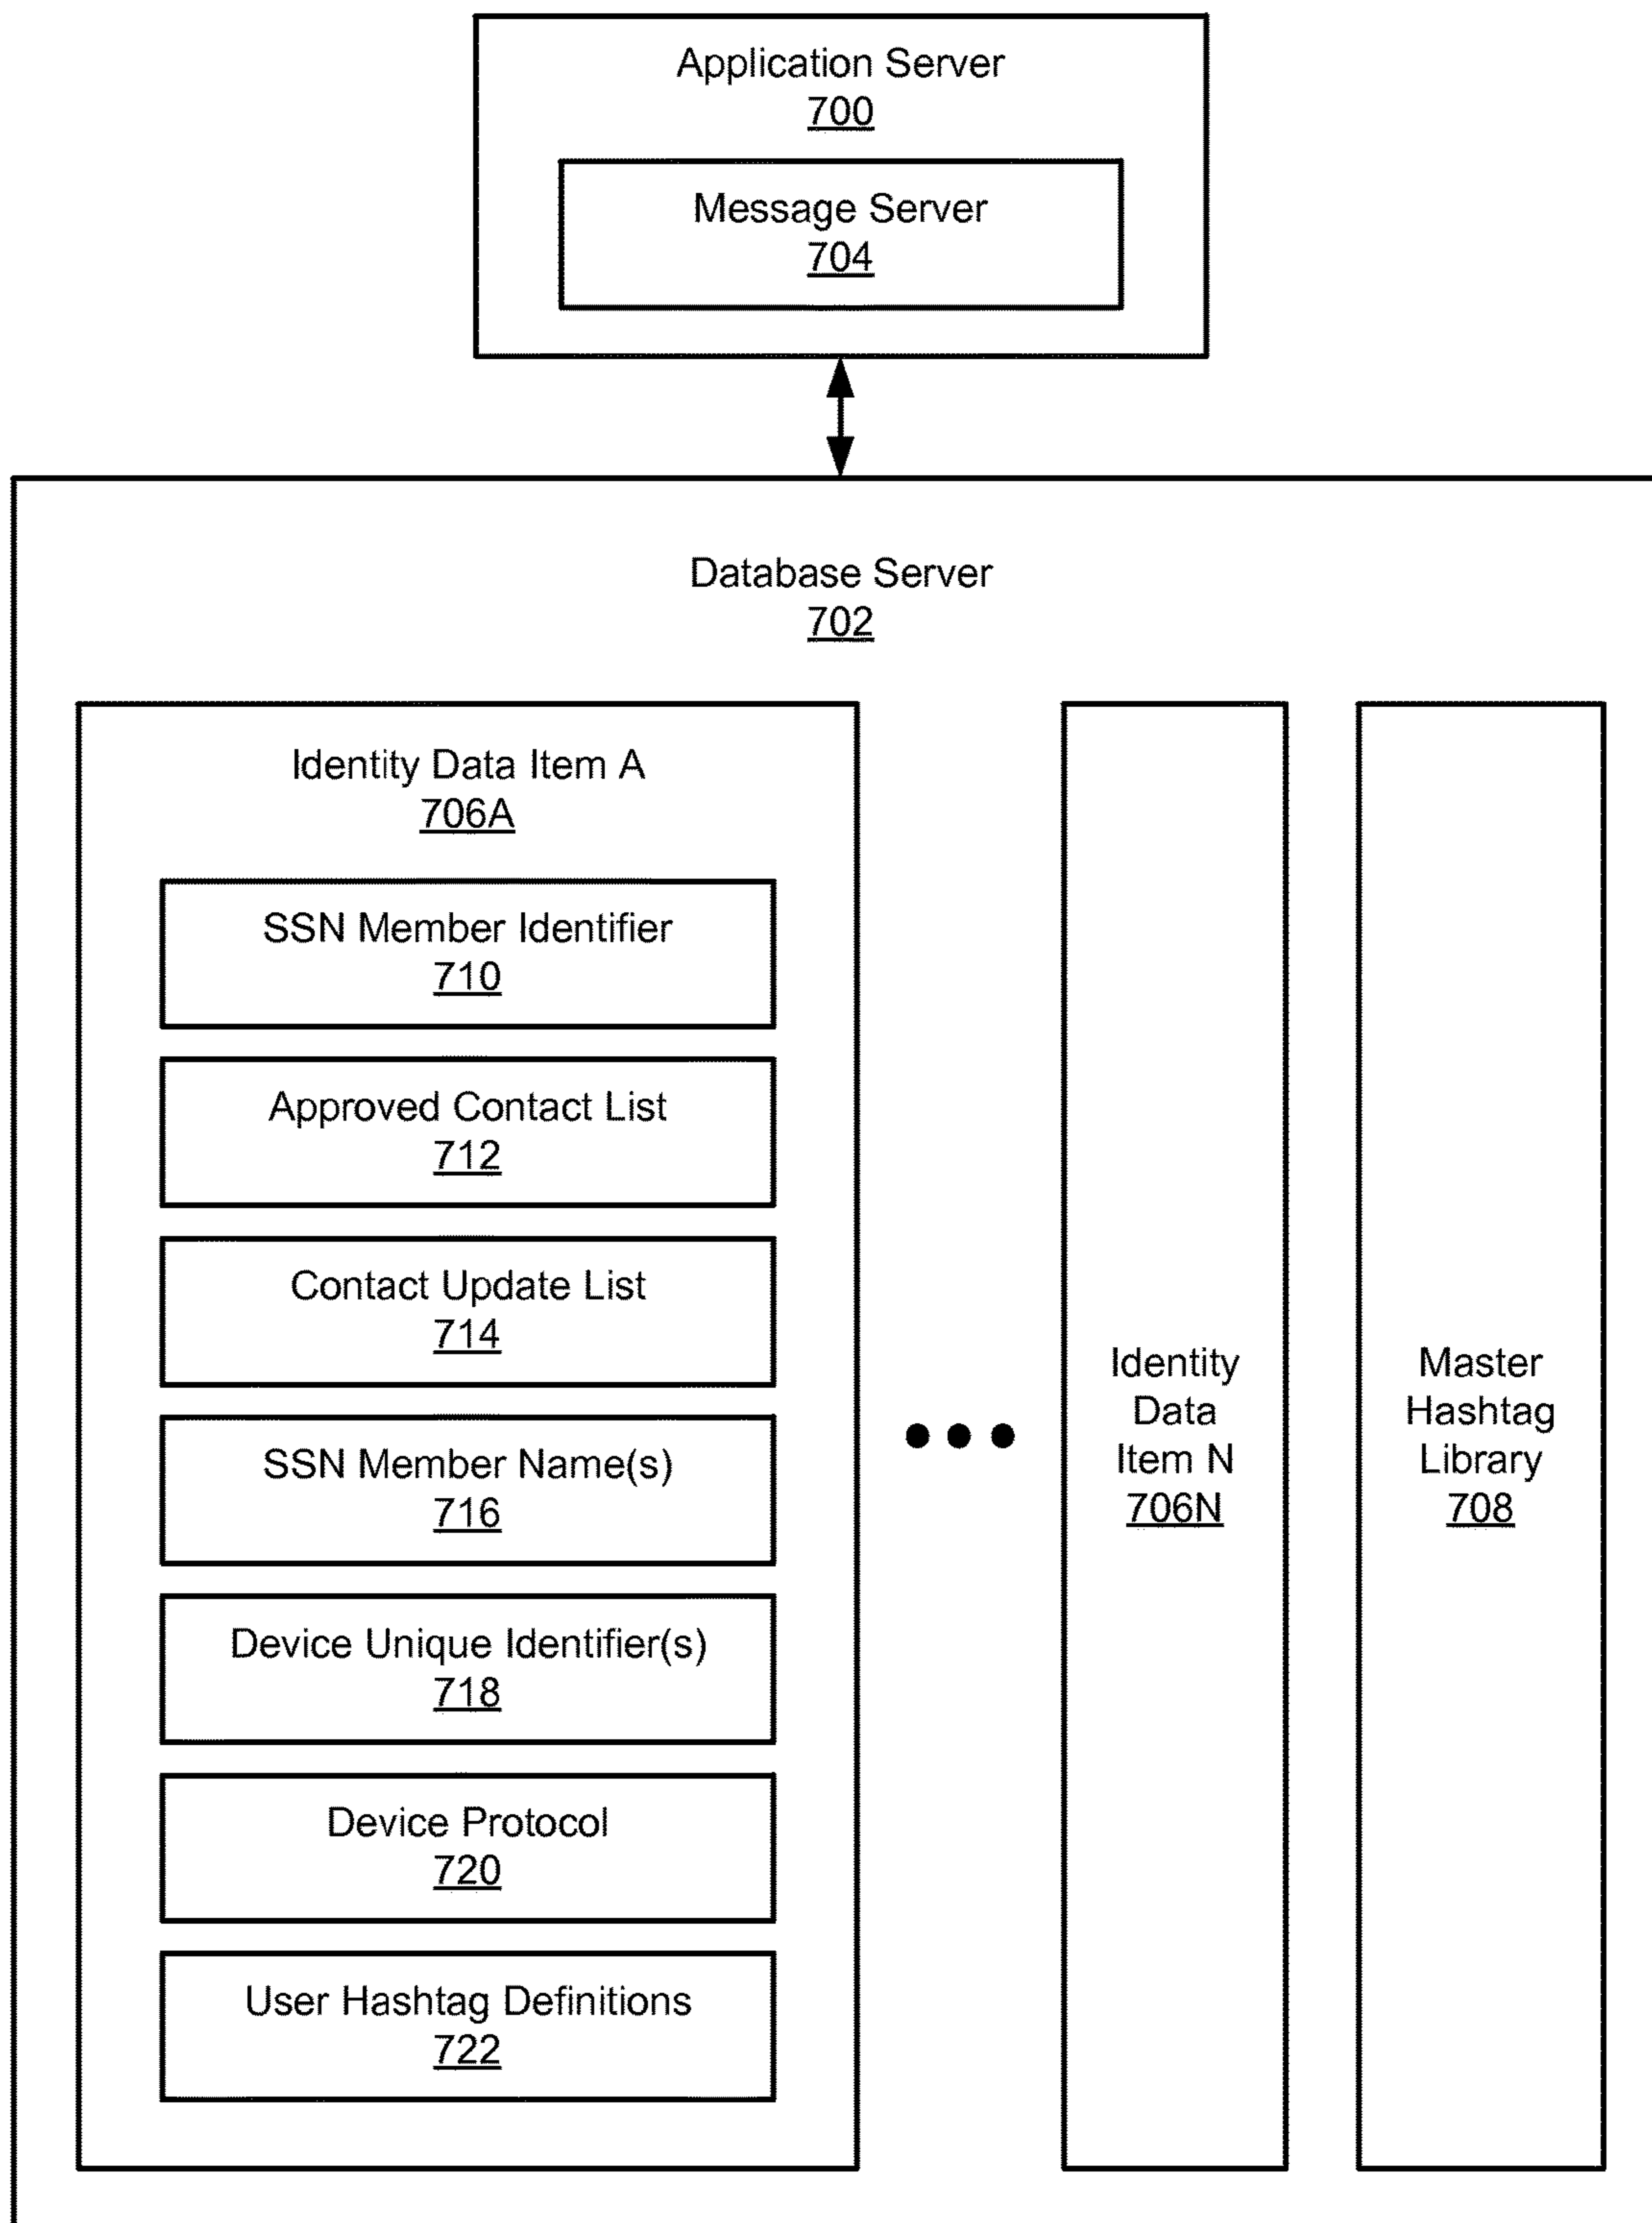 Application Server
700
Message Server
704
Database Server
702
Identity Data Item A
706A
SSN Member Identifier
710
Approved Contact List
712
Contact Update List
714
SSN Member Name(s)
716
Device Unique Identifier(s)
718
Device Protocol
720
User Hashtag Definitions
722
Identity
Data
Item N
706N
Master
Hashtag
Library
708